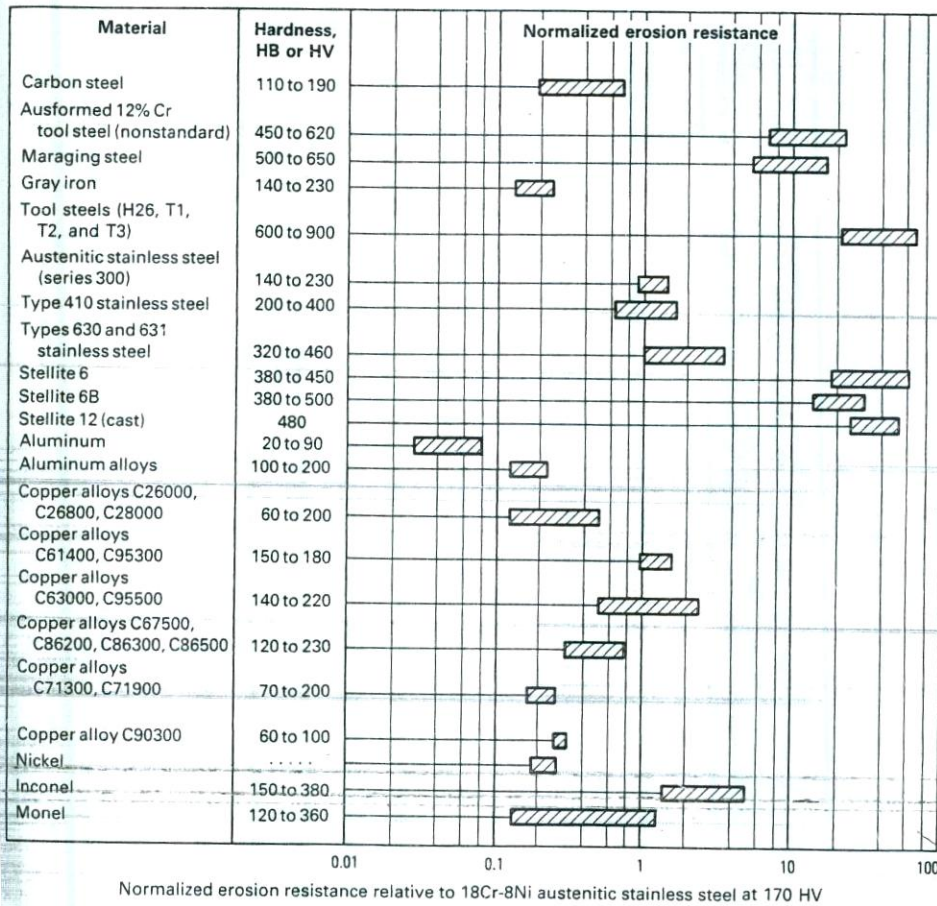 Material
Hardness,
HB or HV
Normalized erosion resistance
Carbon steel 110 to 190
Ausformed 12% Cr
tool steel (nonstandard) 450 to 620
Maraging steel 500 to 650
Gray iron 140 to 230
Tool steels (H26, T1,
T2, and T3) 600 to 900
Austenitic stainless steel
(series 300) 140 to 230
Type 410 stainless steel 200 to 400
Types 630 and 631
stainless steel 320 to 460
Stellite 6 380 to 450
Stellite 6B 380 to 500
Stellite 12 (cast) 480
Aluminum 20 to 90
Aluminum alloys 100 to 200
Copper alloys C26000,
C26800, C28000 60 to 200
Copper alloys
C61400, C95300 150 to 180
Copper alloys
C63000, C95500 140 to 220
Copper alloys C67500,
C86200, C86300, C86500 120 to 230
Copper alloys
C71300, C71900 70 to 200
Copper alloy C90300 60 to 100
Nickel .....
Inconel 150 to 380
Monel 120 to 360
0.01 0.1 1 10 100
Normalized erosion resistance relative to 18Cr-8Ni austenitic stainless steel at 170 HV